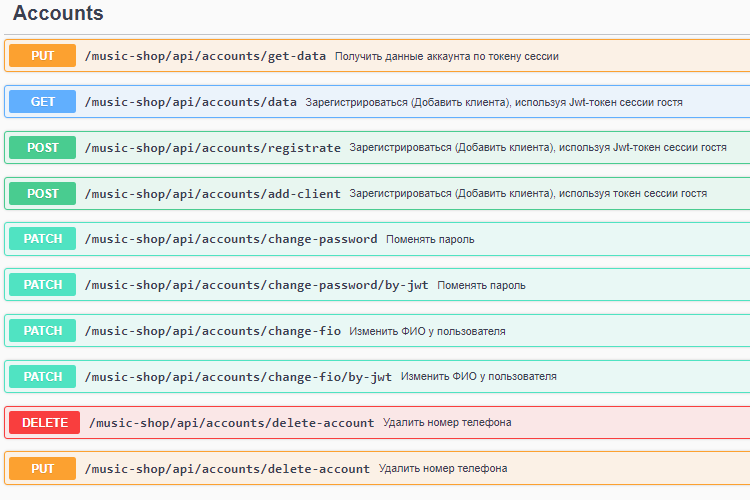 Accounts
PUT /music-shop/api/accounts/get-data Получить данные аккаунта по токену сессии
GET /music-shop/api/accounts/data Зарегистрироваться (Добавить клиента), используя Jwt-токен сессии гостя
POST /music-shop/api/accounts/registrate Зарегистрироваться (Добавить клиента), используя Jwt-токен сессии гостя
POST /music-shop/api/accounts/add-client Зарегистрироваться (Добавить клиента), используя токен сессии гостя
PATCH /music-shop/api/accounts/change-password Поменять пароль
PATCH /music-shop/api/accounts/change-password/by-jwt Поменять пароль
PATCH /music-shop/api/accounts/change-fio Изменить ФИО у пользователя
PATCH /music-shop/api/accounts/change-fio/by-jwt Изменить ФИО у пользователя
DELETE /music-shop/api/accounts/delete-account Удалить номер телефона
PUT /music-shop/api/accounts/delete-account Удалить номер телефона